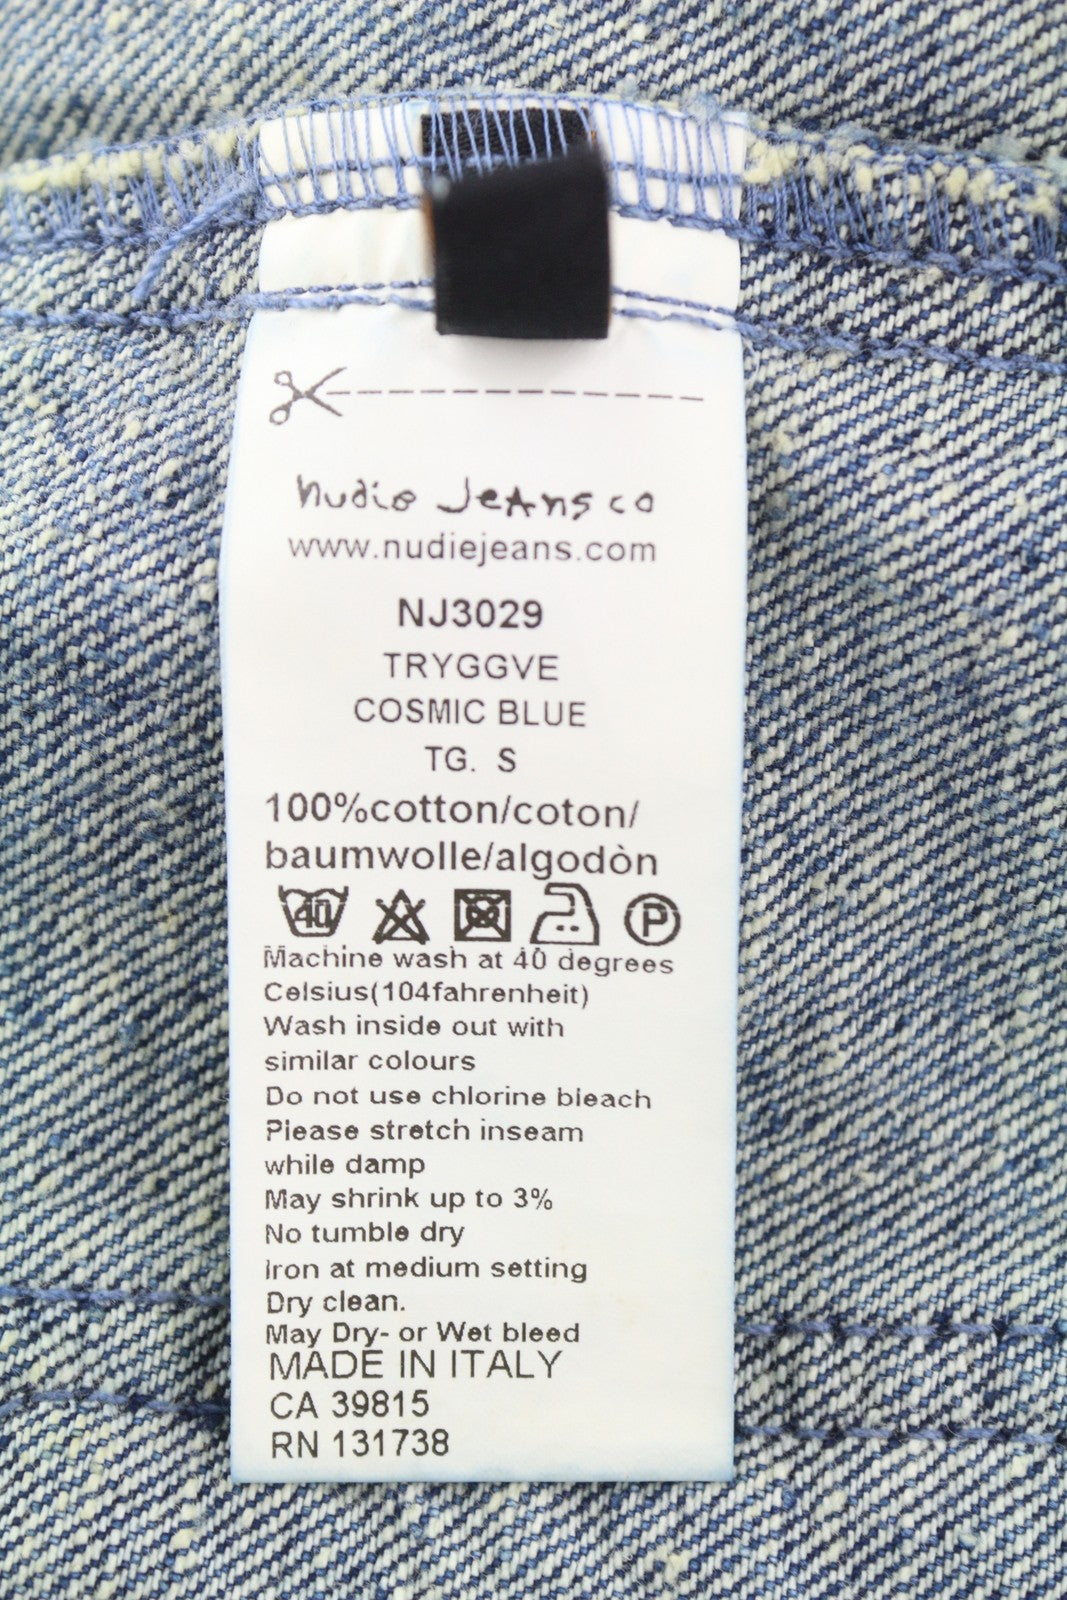 nudie Jeans co
www.nudiejeans.com
NJ3029
TRYGGVE
COSMIC BLUE
TG. S
100%cotton/coton/
baumwolle/algodòn
40 P
Machine wash at 40 degrees
Celsius(104fahrenheit)
Wash inside out with
similar colours
Do not use chlorine bleach
Please stretch inseam
while damp
May shrink up to 3%
No tumble dry
Iron at medium setting
Dry clean.
May Dry- or Wet bleed
MADE IN ITALY
CA 39815
RN 131738